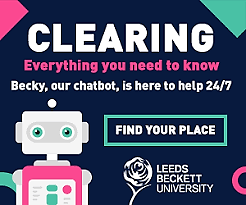 CLEARING
Everything you need to know
Becky, our chatbot, is here to help 24/7
FIND YOUR PLACE
LEEDS
BECKETT
UNIVERSITY